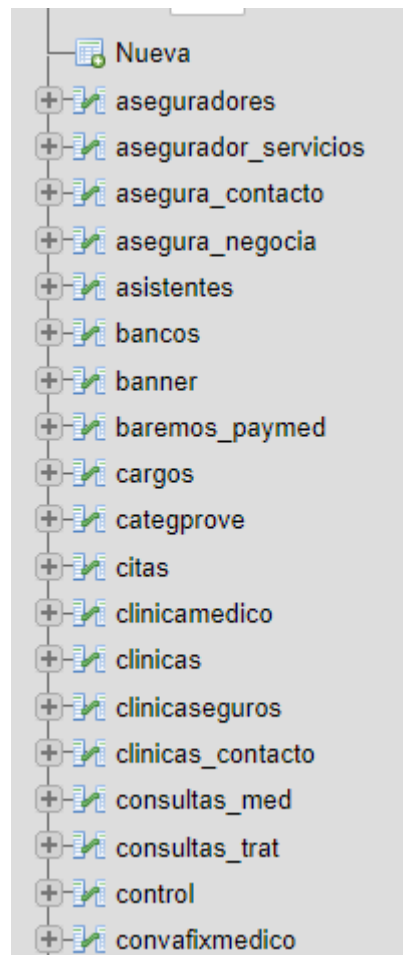 Nueva
aseguradores
asegurador_servicios
asegura_contacto
asegura_negocia
asistentes
bancos
banner
baremos_paymed
cargos
categprove
citas
clinicamedico
clinicas
clinicaseguros
clinicas_contacto
consultas_med
consultas_trat
control
convafixmedico